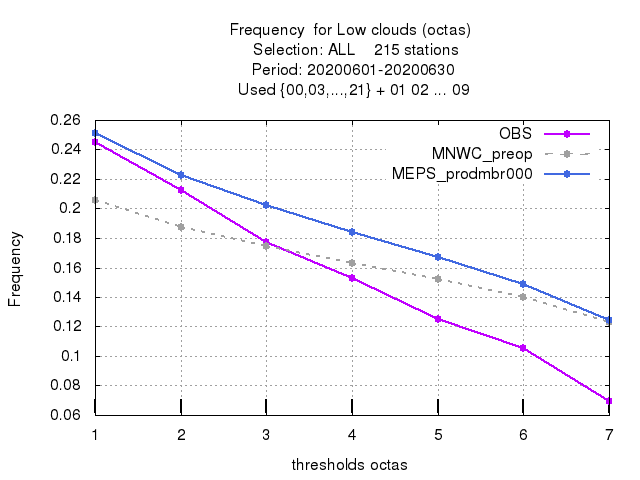 Frequency  for Low clouds (octas)
Selection: ALL    215 stations
Period: 20200601-20200630
Used {00,03,...,21} + 01 02 ... 09
OBS
MNWC_preop
MEPS_prodmbr000
Frequency
0.26
0.24
0.22
0.2
0.18
0.16
0.14
0.12
0.1
0.08
0.06
1 2 3 4 5 6 7
thresholds octas